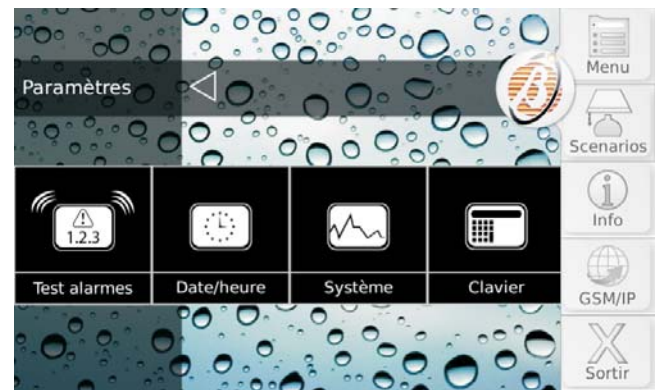 Paramètres
1.2.3
Test alarmes
Date/heure
Système
Clavier
Menu
Scenarios
Info
GSM/IP
Sortir